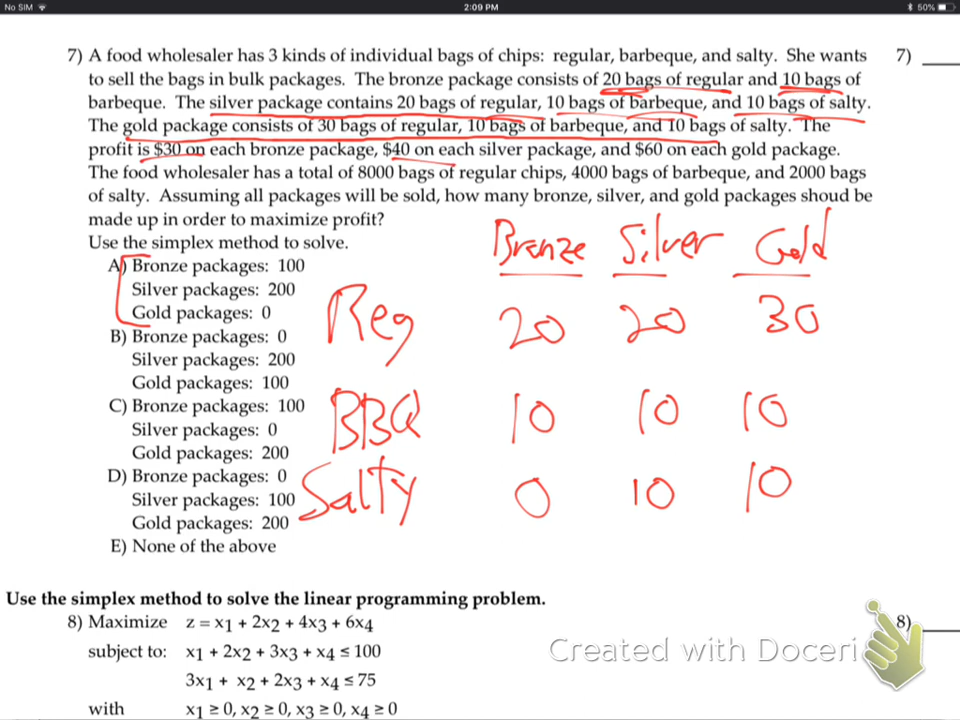 No SIM 2:09 PM 50%
7) A food wholesaler has 3 kinds of individual bags of chips: regular, barbeque, and salty. She wants 7)
to sell the bags in bulk packages. The bronze package consists of 20 bags of regular and 10 bags of
barbeque. The silver package contains 20 bags of regular, 10 bags of barbeque, and 10 bags of salty.
The gold package consists of 30 bags of regular, 10 bags of barbeque, and 10 bags of salty. The
profit is $30 on each bronze package, $40 on each silver package, and $60 on each gold package.
The food wholesaler has a total of 8000 bags of regular chips, 4000 bags of barbeque, and 2000 bags
of salty. Assuming all packages will be sold, how many bronze, silver, and gold packages shoud be
made up in order to maximize profit?
Use the simplex method to solve.
Bronze Silver Gold
A) Bronze packages: 100
Silver packages: 200
Gold packages: 0
Reg 20 20 30
B) Bronze packages: 0
Silver packages: 200
Gold packages: 100
C) Bronze packages: 100
Silver packages: 0
Gold packages: 200
BBQ 10 10 10
D) Bronze packages: 0
Silver packages: 100
Gold packages: 200
Salty 0 10 10
E) None of the above
Use the simplex method to solve the linear programming problem.
8) Maximize z = x1 + 2x2 + 4x3 + 6x4 8)
subject to: x1 + 2x2 + 3x3 + x4 ≤ 100
3x1 + x2 + 2x3 + x4 ≤ 75
with x1 ≥ 0, x2 ≥ 0, x3 ≥ 0, x4 ≥ 0
Created with Doceri